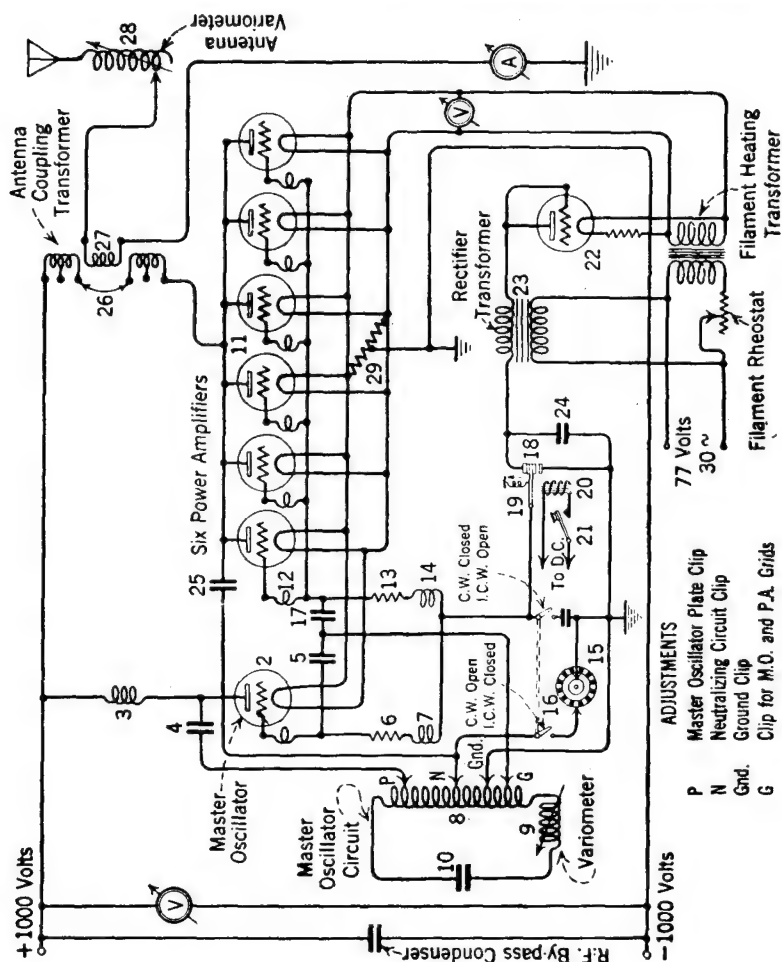 +1000 Volts
V
R.F. By-pass Condenser
-1000 Volts
Master
Oscillator
Circuit
10
9
Variometer
8
P
N
Gnd.
G
Master
Oscillator
2
3
4
5
6
7
C.W. Open
I.C.W. Closed
16
15
C.W. Closed
I.C.W. Open
25
17
12
13
14
Six Power Amplifiers
11
29
To D.C.
21
20
19
18
24
Rectifier
Transformer
23
22
77 Volts
30 ~
Filament Rheostat
Filament Heating
Transformer
V
A
Antenna
Coupling
Transformer
26
27
28
Antenna
Variometer
ADJUSTMENTS
P Master Oscillator Plate Clip
N Neutralizing Circuit Clip
Gnd. Ground Clip
G Clip for M.O. and P.A. Grids